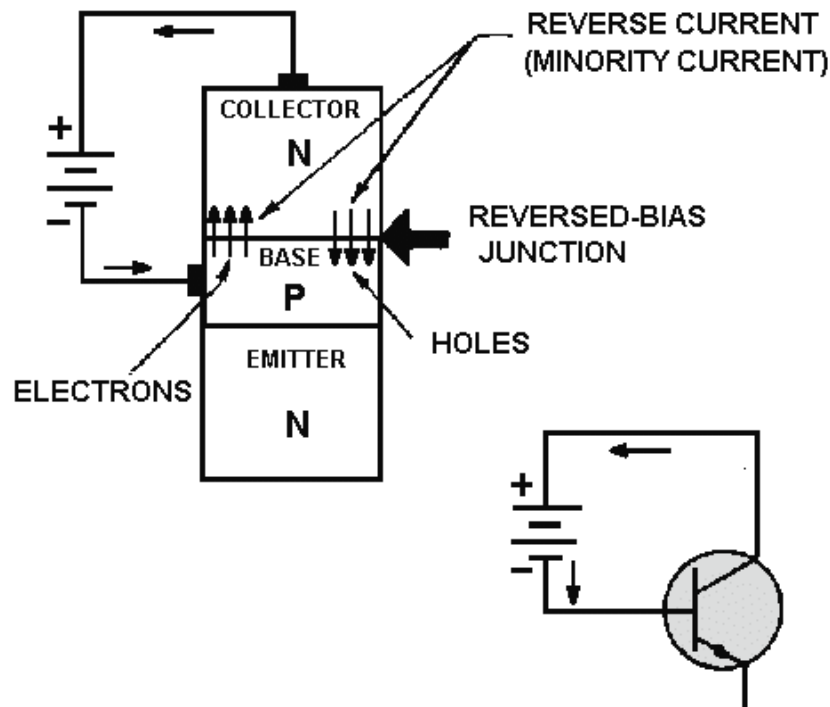 REVERSE CURRENT
(MINORITY CURRENT)
COLLECTOR
N
+
-
REVERSED-BIAS
JUNCTION
BASE
P
HOLES
EMITTER
ELECTRONS
N
+
-